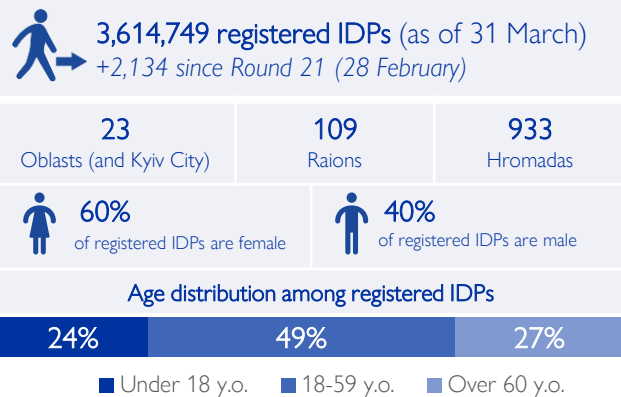 3,614,749 registered IDPs (as of 31 March)
+2,134 since Round 21 (28 February)
23
Oblasts (and Kyiv City)
109
Raions
933
Hromadas
60%
of registered IDPs are female
40%
of registered IDPs are male
Age distribution among registered IDPs
24% 49% 27%
Under 18 y.o. 18-59 y.o. Over 60 y.o.